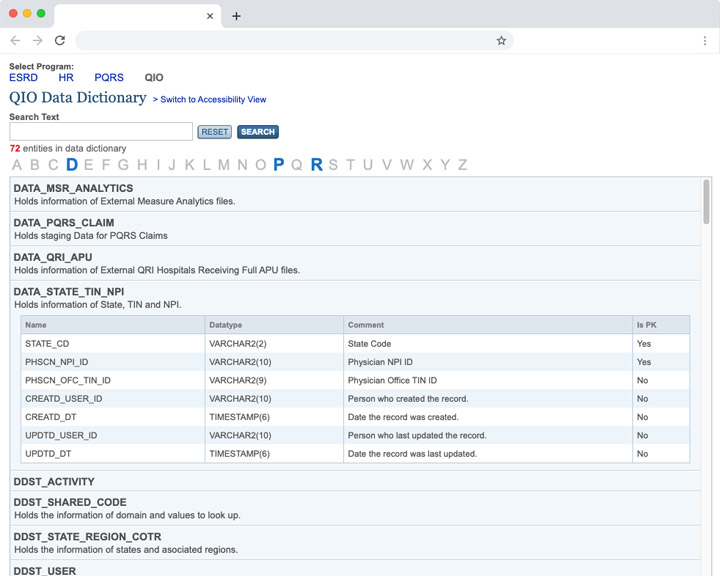 Select Program:
ESRD HR PQRS QIO
QIO Data Dictionary > Switch to Accessibility View
Search Text
RESET SEARCH
72 entities in data dictionary
A B C D E F G H I J K L M N O P Q R S T U V W X Y Z
DATA_MSR_ANALYTICS
Holds information of External Measure Analytics files.
DATA_PQRS_CLAIM
Holds staging Data for PQRS Claims
DATA_QRI_APU
Holds information of External QRI Hospitals Receiving Full APU files.
DATA_STATE_TIN_NPI
Holds information of State, TIN and NPI.
Name Datatype Comment Is PK
STATE_CD VARCHAR2(2) State Code Yes
PHSCN_NPI_ID VARCHAR2(10) Physician NPI ID Yes
PHSCN_OFC_TIN_ID VARCHAR2(9) Physician Office TIN ID No
CREATD_USER_ID VARCHAR2(10) Person who created the record. No
CREATD_DT TIMESTAMP(6) Date the record was created. No
UPDTD_USER_ID VARCHAR2(10) Person who last updated the record. No
UPDTD_DT TIMESTAMP(6) Date the record was last updated. No
DDST_ACTIVITY
DDST_SHARED_CODE
Holds the information of domain and values to look up.
DDST_STATE_REGION_COTR
Holds the information of states and asociated regions.
DDST_USER